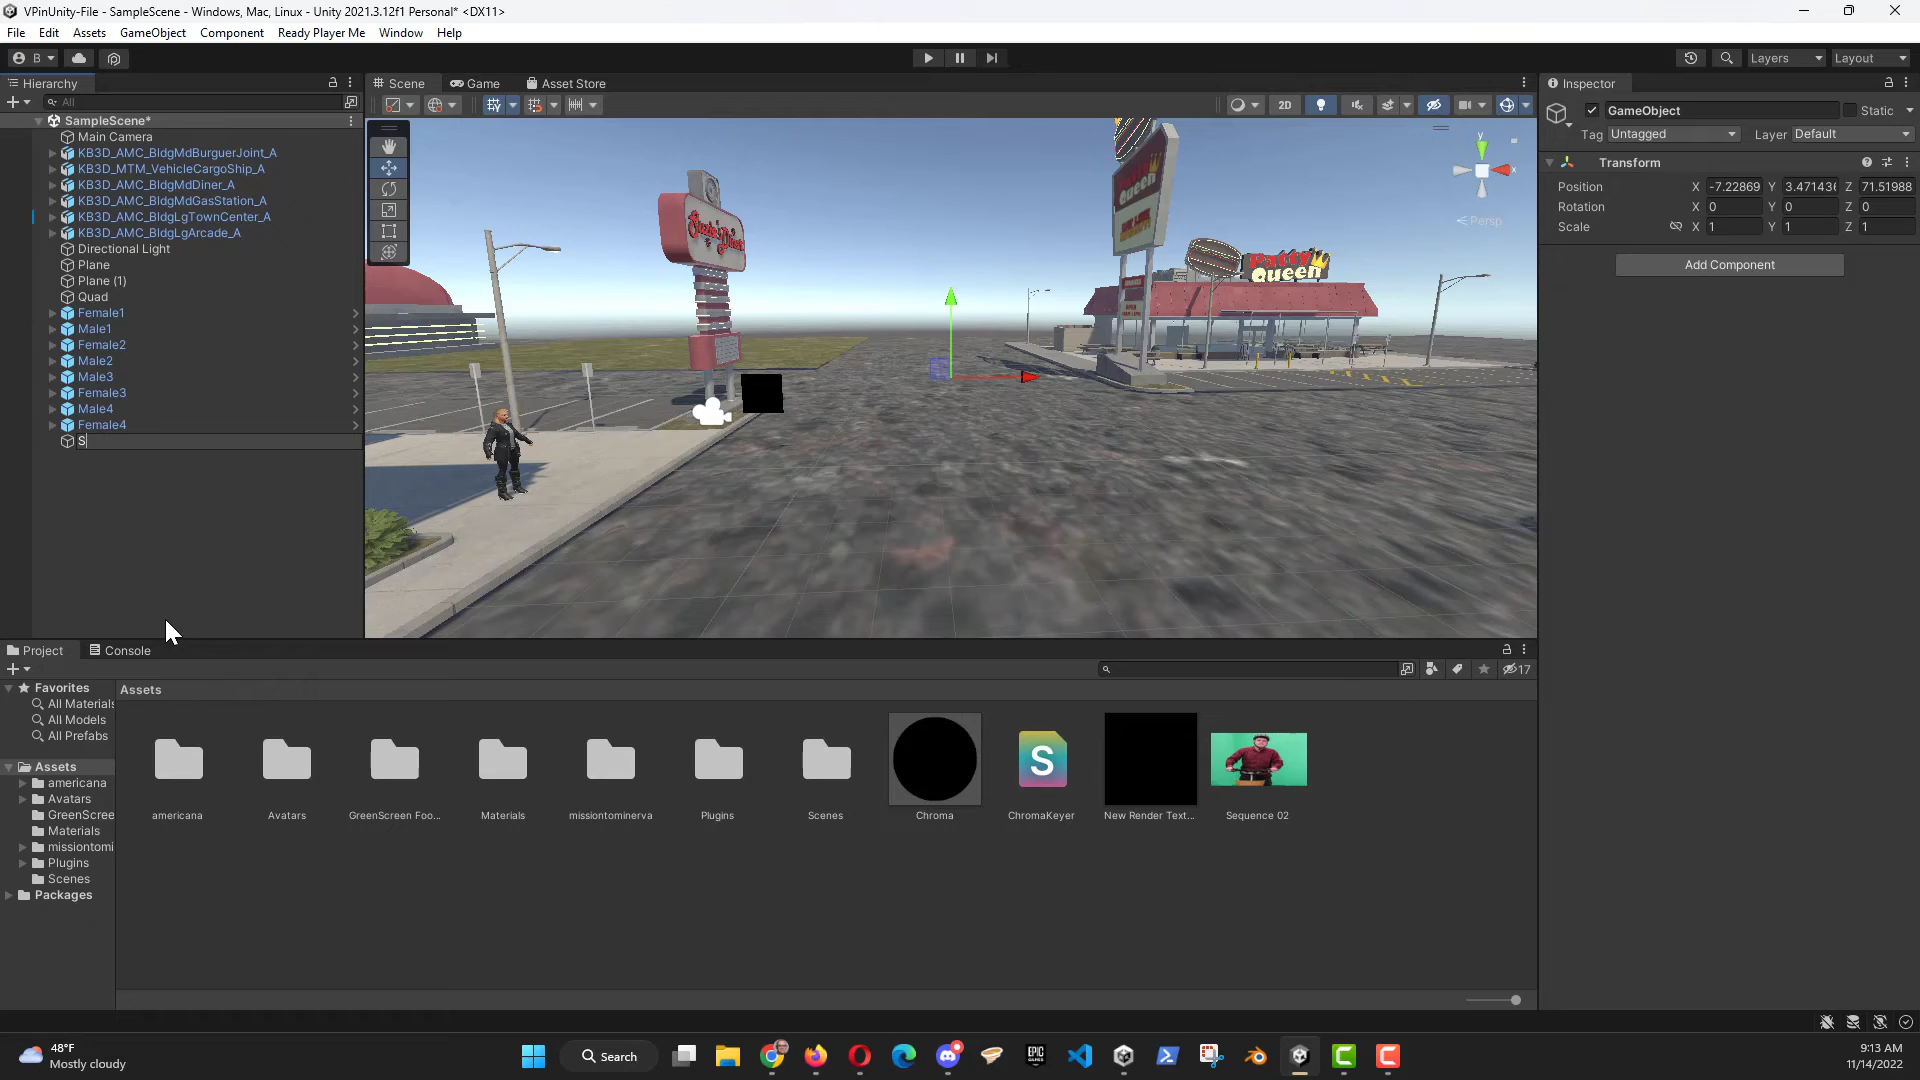 VPinUnity-File - SampleScene - Windows, Mac, Linux - Unity 2021.3.12f1 Personal* <DX11>
File Edit Assets GameObject Component Ready Player Me Window Help
B Layers Layout
Hierarchy
All
SampleScene*
Main Camera
KB3D_AMC_BldgMdBurguerJoint_A
KB3D_MTM_VehicleCargoShip_A
KB3D_AMC_BldgMdDiner_A
KB3D_AMC_BldgMdGasStation_A
KB3D_AMC_BldgLgTownCenter_A
KB3D_AMC_BldgLgArcade_A
Directional Light
Plane
Plane (1)
Quad
Female1
Male1
Female2
Male2
Male3
Female3
Male4
Female4
S
Scene Game Asset Store
2D
y
x
Persp
Patty
Queen
Inspector
GameObject Static
Tag Untagged Layer Default
Transform
Position X -7.22869 Y 3.471436 Z 71.51988
Rotation X 0 Y 0 Z 0
Scale X 1 Y 1 Z 1
Add Component
Project Console
17
Favorites
All Materials
All Models
All Prefabs
Assets
americana
Avatars
GreenScree
Materials
missiontomi
Plugins
Scenes
Packages
Assets
S
americana Avatars GreenScreen Foo... Materials missiontominerva Plugins Scenes Chroma ChromaKeyer New Render Text... Sequence 02
48°F
Mostly cloudy
Search
EPIC
GAMES
9:13 AM
11/14/2022